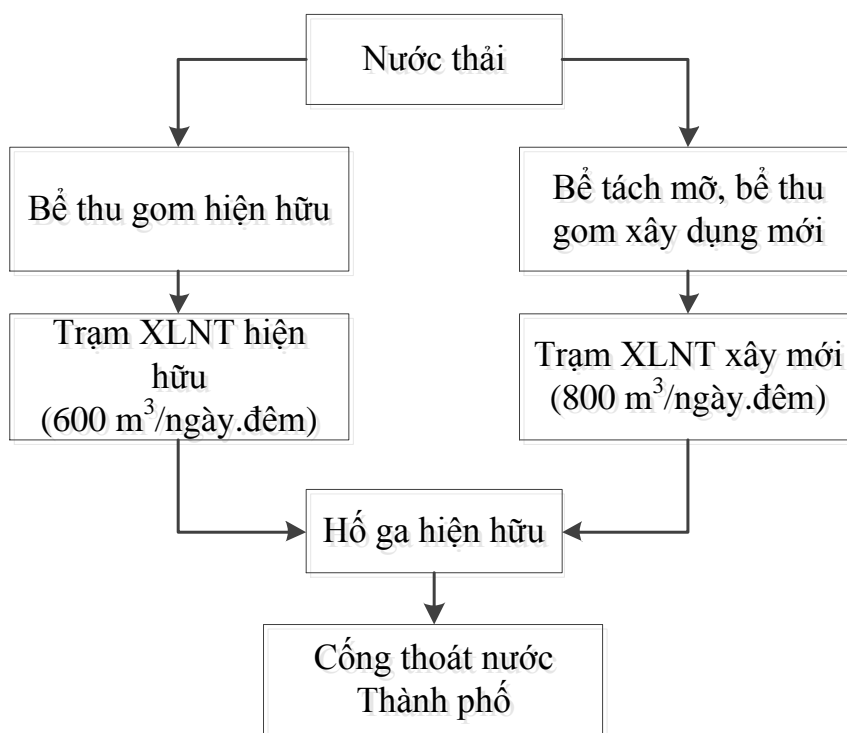 Nước thải
Bể thu gom hiện hữu
Bể tách mỡ, bể thu
gom xây dụng mới
Trạm XLNT hiện
hữu
(600 m³/ngày.đêm)
Trạm XLNT xây mới
(800 m³/ngày.đêm)
Hố ga hiện hữu
Cống thoát nước
Thành phố